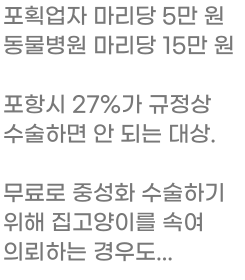 포획업자 마리당 5만 원
동물병원 마리당 15만 원
포항시 27%가 규정상
수술하면 안 되는 대상.
무료로 중성화 수술하기
위해 집고양이를 속여
의뢰하는 경우도...